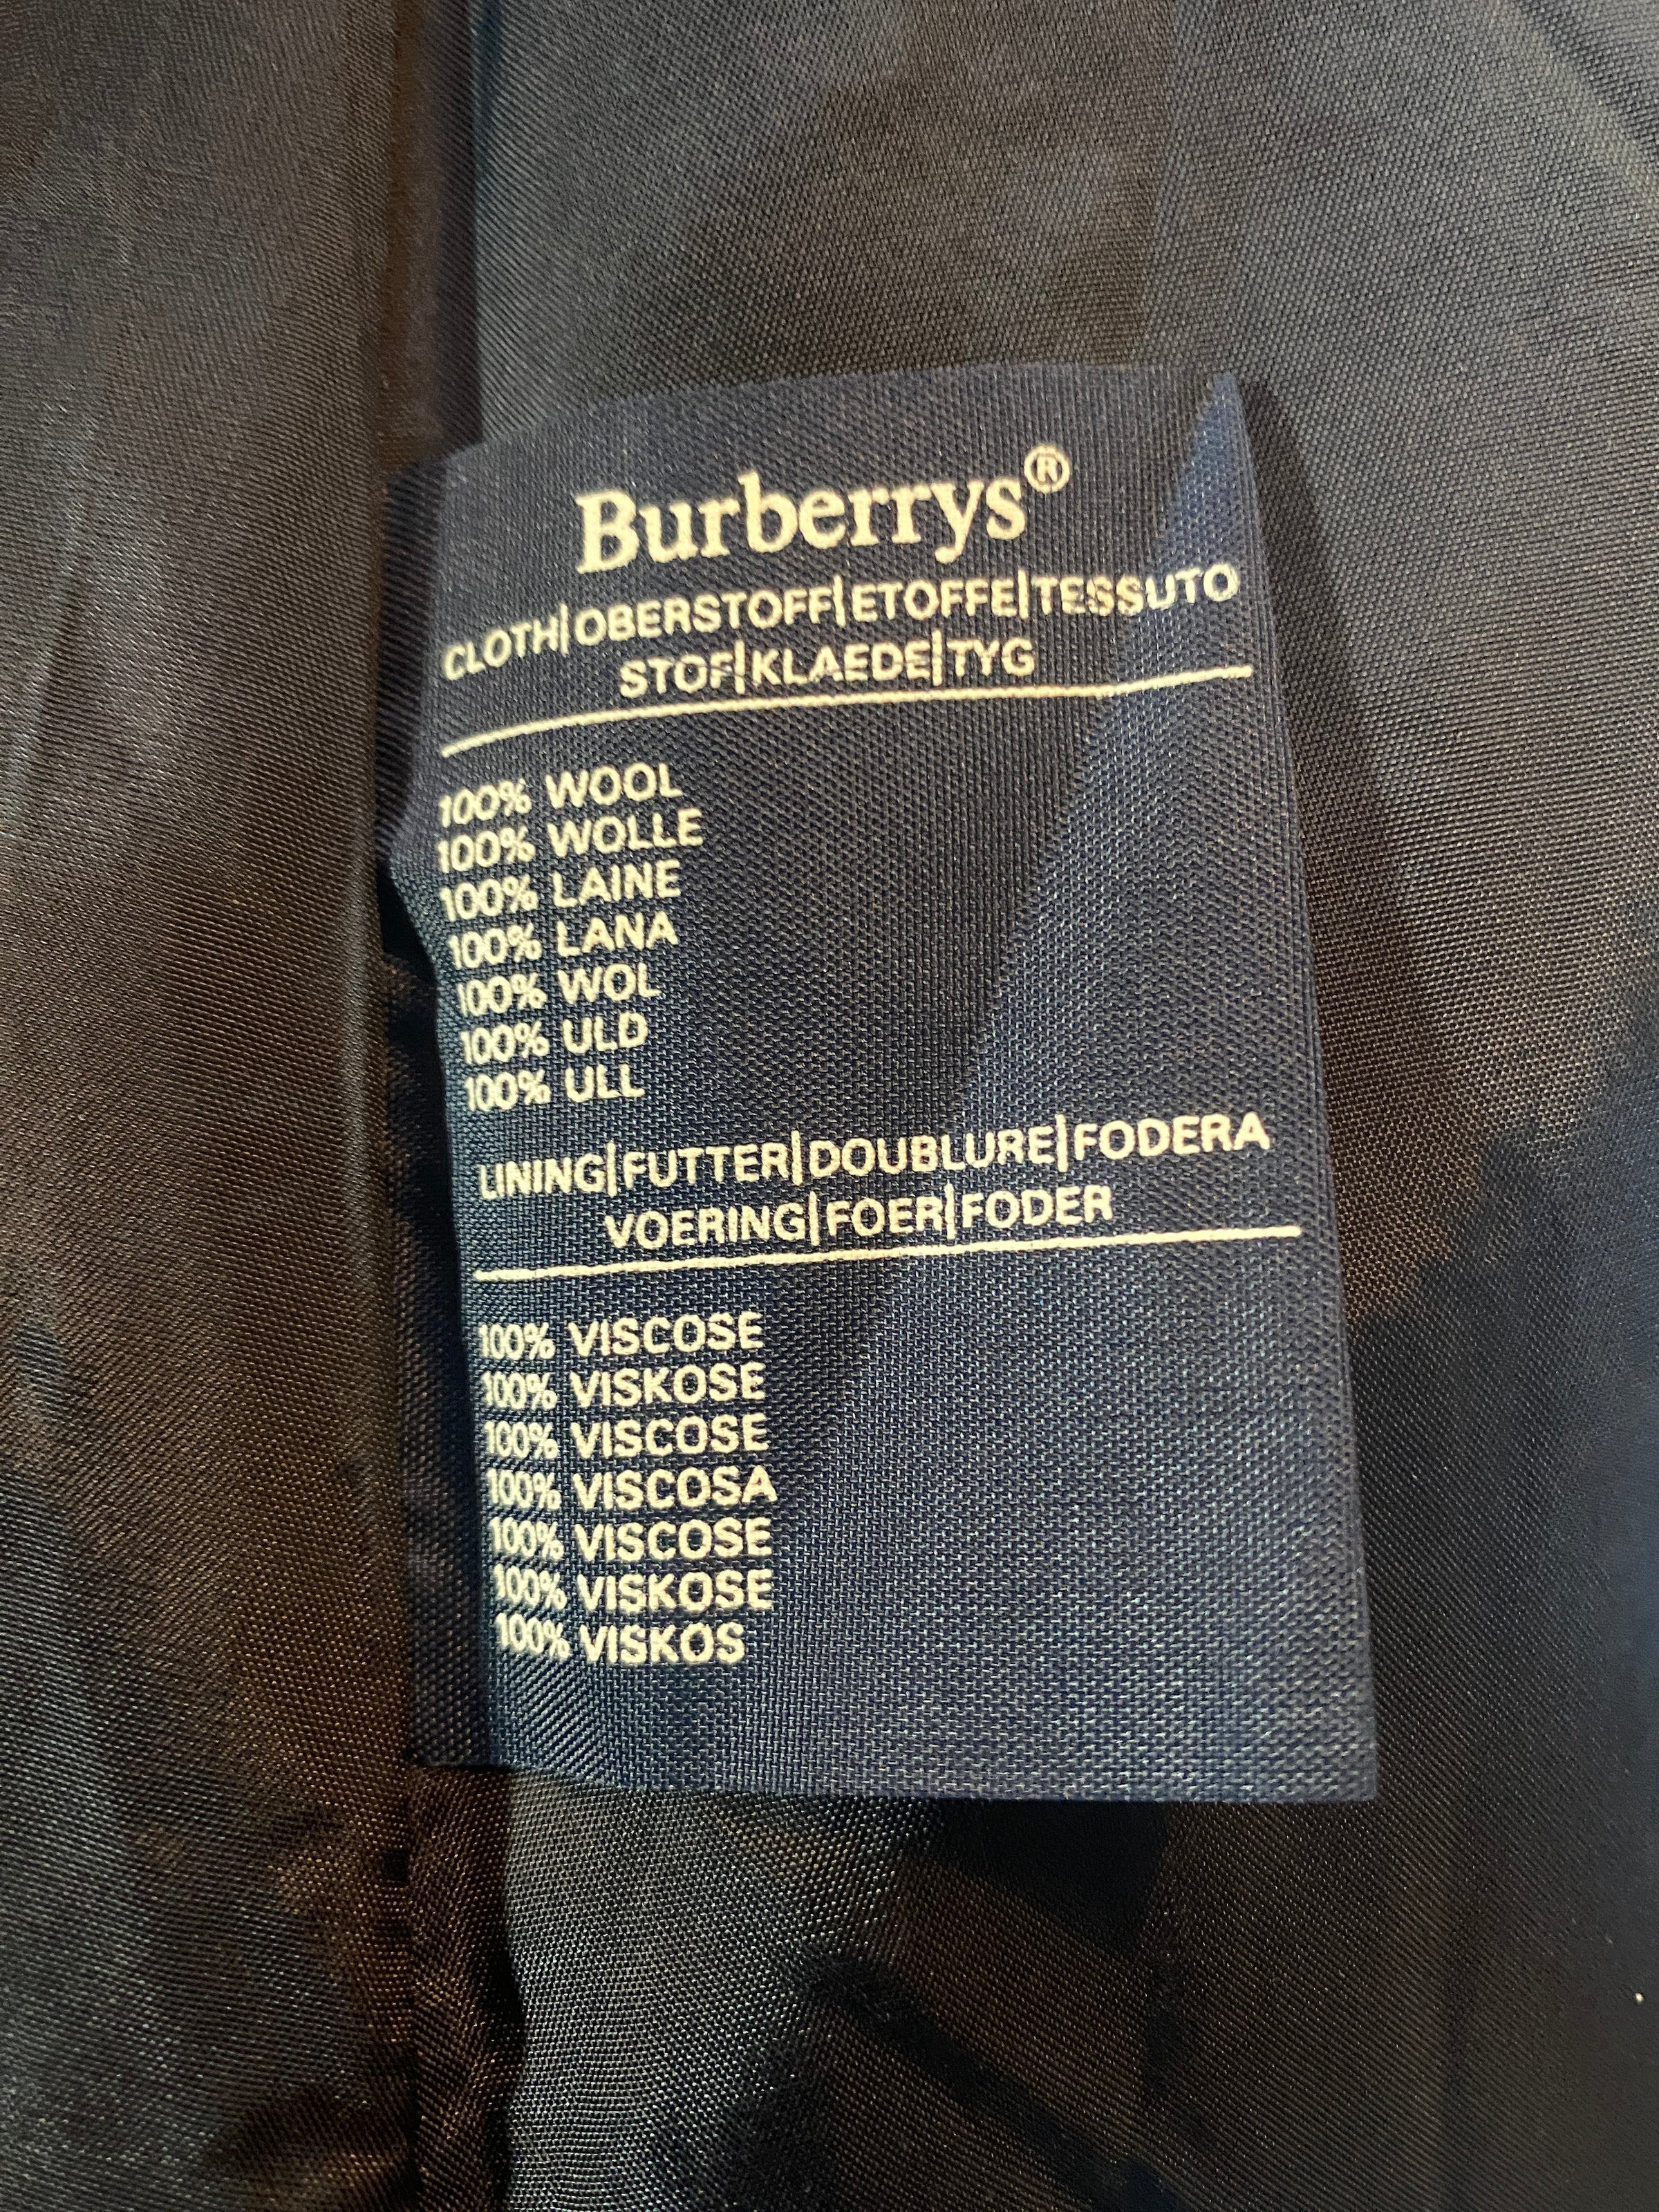 Burberrys®
CLOTH|OBERSTOFF|ETOFFE|TESSUTO
STOF|KLAEDE|TYG
100% WOOL
100% WOLLE
100% LAINE
100% LANA
100% WOL
100% ULD
100% ULL
LINING|FUTTER|DOUBLURE|FODERA
VOERING|FOER|FODER
100% VISCOSE
100% VISKOSE
100% VISCOSE
100% VISCOSA
100% VISCOSE
100% VISKOSE
100% VISKOS